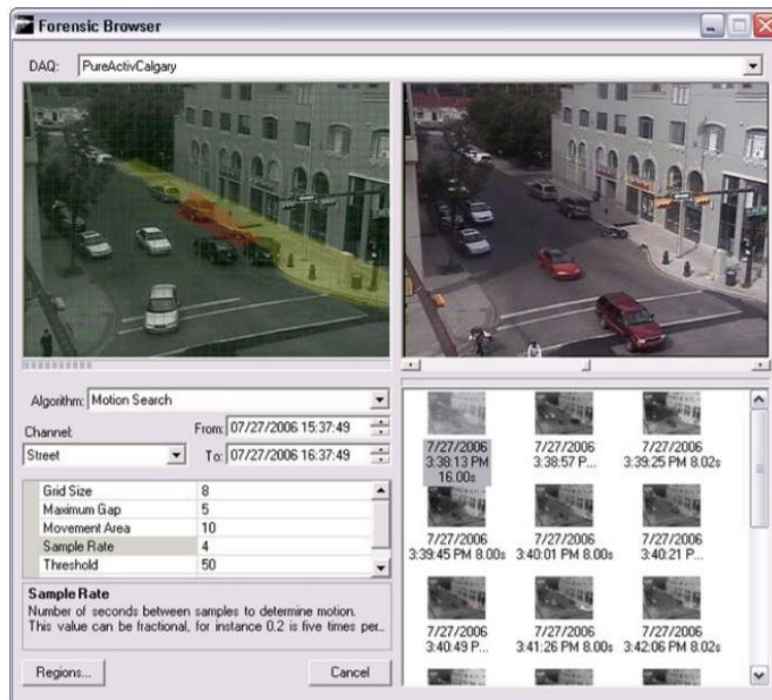 Forensic Browser
DAQ: PureActivCalgary
Algorithm: Motion Search
Channel: From: 07/27/2006 15:37:49
Street To: 07/27/2006 16:37:49
Grid Size 8
Maximum Gap 5
Movement Area 10
Sample Rate 4
Threshold 50
Sample Rate
Number of seconds between samples to determine motion.
This value can be fractional, for instance 0.2 is five times per...
Regions... Cancel
7/27/2006 7/27/2006 7/27/2006
3:38:13 PM 3:38:57 P... 3:39:25 PM 8.02s
16.00s
7/27/2006 7/27/2006 7/27/2006
3:39:45 PM 8.00s 3:40:01 PM 8.00s 3:40:21 P...
7/27/2006 7/27/2006 7/27/2006
3:40:49 P... 3:41:26 PM 8.00s 3:42:06 PM 8.02s